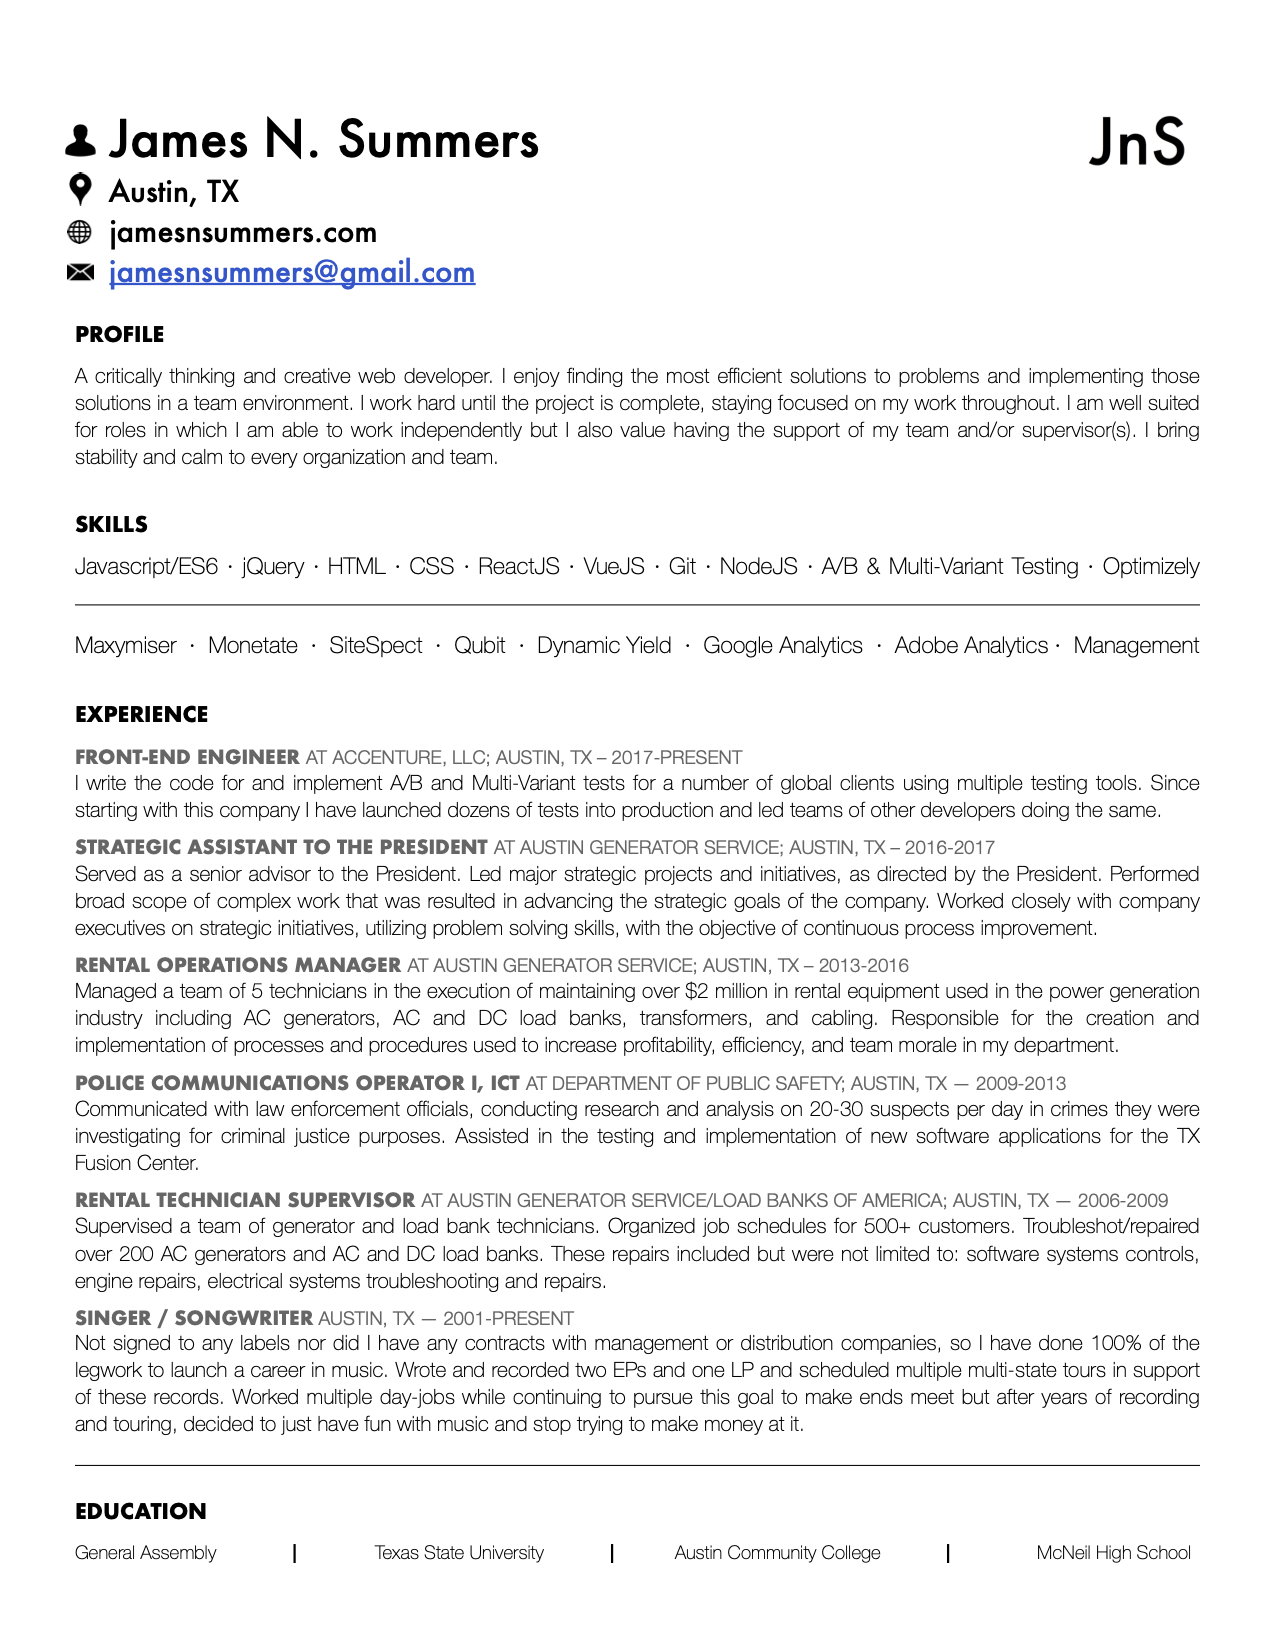 James N. Summers
JnS
Austin, TX
jamesnsummers.com
jamesnsummers@gmail.com
PROFILE
A critically thinking and creative web developer. I enjoy finding the most efficient solutions to problems and implementing those
solutions in a team environment. I work hard until the project is complete, staying focused on my work throughout. I am well suited
for roles in which I am able to work independently but I also value having the support of my team and/or supervisor(s). I bring
stability and calm to every organization and team.
SKILLS
Javascript/ES6 · jQuery · HTML · CSS · ReactJS · VueJS · Git · NodeJS · A/B & Multi-Variant Testing · Optimizely
Maxymiser · Monetate · SiteSpect · Qubit · Dynamic Yield · Google Analytics · Adobe Analytics · Management
EXPERIENCE
FRONT-END ENGINEER AT ACCENTURE, LLC; AUSTIN, TX – 2017-PRESENT
I write the code for and implement A/B and Multi-Variant tests for a number of global clients using multiple testing tools. Since
starting with this company I have launched dozens of tests into production and led teams of other developers doing the same.
STRATEGIC ASSISTANT TO THE PRESIDENT AT AUSTIN GENERATOR SERVICE; AUSTIN, TX – 2016-2017
Served as a senior advisor to the President. Led major strategic projects and initiatives, as directed by the President. Performed
broad scope of complex work that was resulted in advancing the strategic goals of the company. Worked closely with company
executives on strategic initiatives, utilizing problem solving skills, with the objective of continuous process improvement.
RENTAL OPERATIONS MANAGER AT AUSTIN GENERATOR SERVICE; AUSTIN, TX – 2013-2016
Managed a team of 5 technicians in the execution of maintaining over $2 million in rental equipment used in the power generation
industry including AC generators, AC and DC load banks, transformers, and cabling. Responsible for the creation and
implementation of processes and procedures used to increase profitability, efficiency, and team morale in my department.
POLICE COMMUNICATIONS OPERATOR I, ICT AT DEPARTMENT OF PUBLIC SAFETY; AUSTIN, TX — 2009-2013
Communicated with law enforcement officials, conducting research and analysis on 20-30 suspects per day in crimes they were
investigating for criminal justice purposes. Assisted in the testing and implementation of new software applications for the TX
Fusion Center.
RENTAL TECHNICIAN SUPERVISOR AT AUSTIN GENERATOR SERVICE/LOAD BANKS OF AMERICA; AUSTIN, TX — 2006-2009
Supervised a team of generator and load bank technicians. Organized job schedules for 500+ customers. Troubleshot/repaired
over 200 AC generators and AC and DC load banks. These repairs included but were not limited to: software systems controls,
engine repairs, electrical systems troubleshooting and repairs.
SINGER / SONGWRITER AUSTIN, TX — 2001-PRESENT
Not signed to any labels nor did I have any contracts with management or distribution companies, so I have done 100% of the
legwork to launch a career in music. Wrote and recorded two EPs and one LP and scheduled multiple multi-state tours in support
of these records. Worked multiple day-jobs while continuing to pursue this goal to make ends meet but after years of recording
and touring, decided to just have fun with music and stop trying to make money at it.
EDUCATION
General Assembly | Texas State University | Austin Community College | McNeil High School